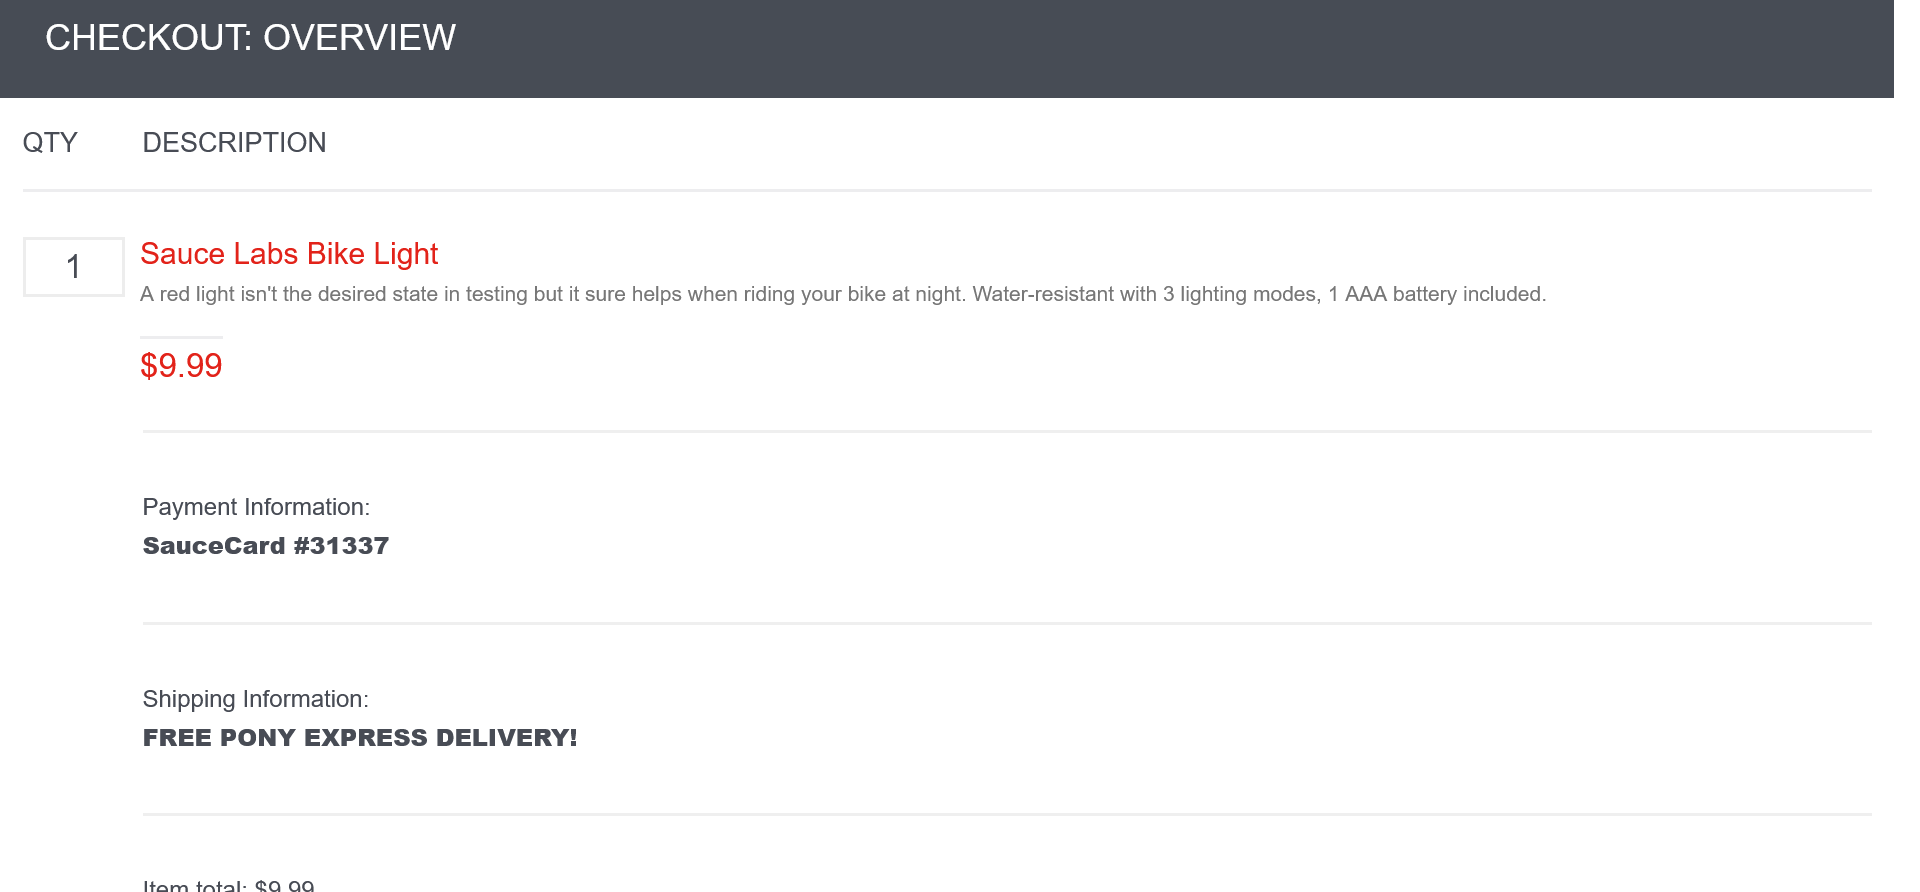 CHECKOUT: OVERVIEW
QTY DESCRIPTION
1 Sauce Labs Bike Light
A red light isn't the desired state in testing but it sure helps when riding your bike at night. Water-resistant with 3 lighting modes, 1 AAA battery included.
$9.99
Payment Information:
SauceCard #31337
Shipping Information:
FREE PONY EXPRESS DELIVERY!
Item total: $9.99